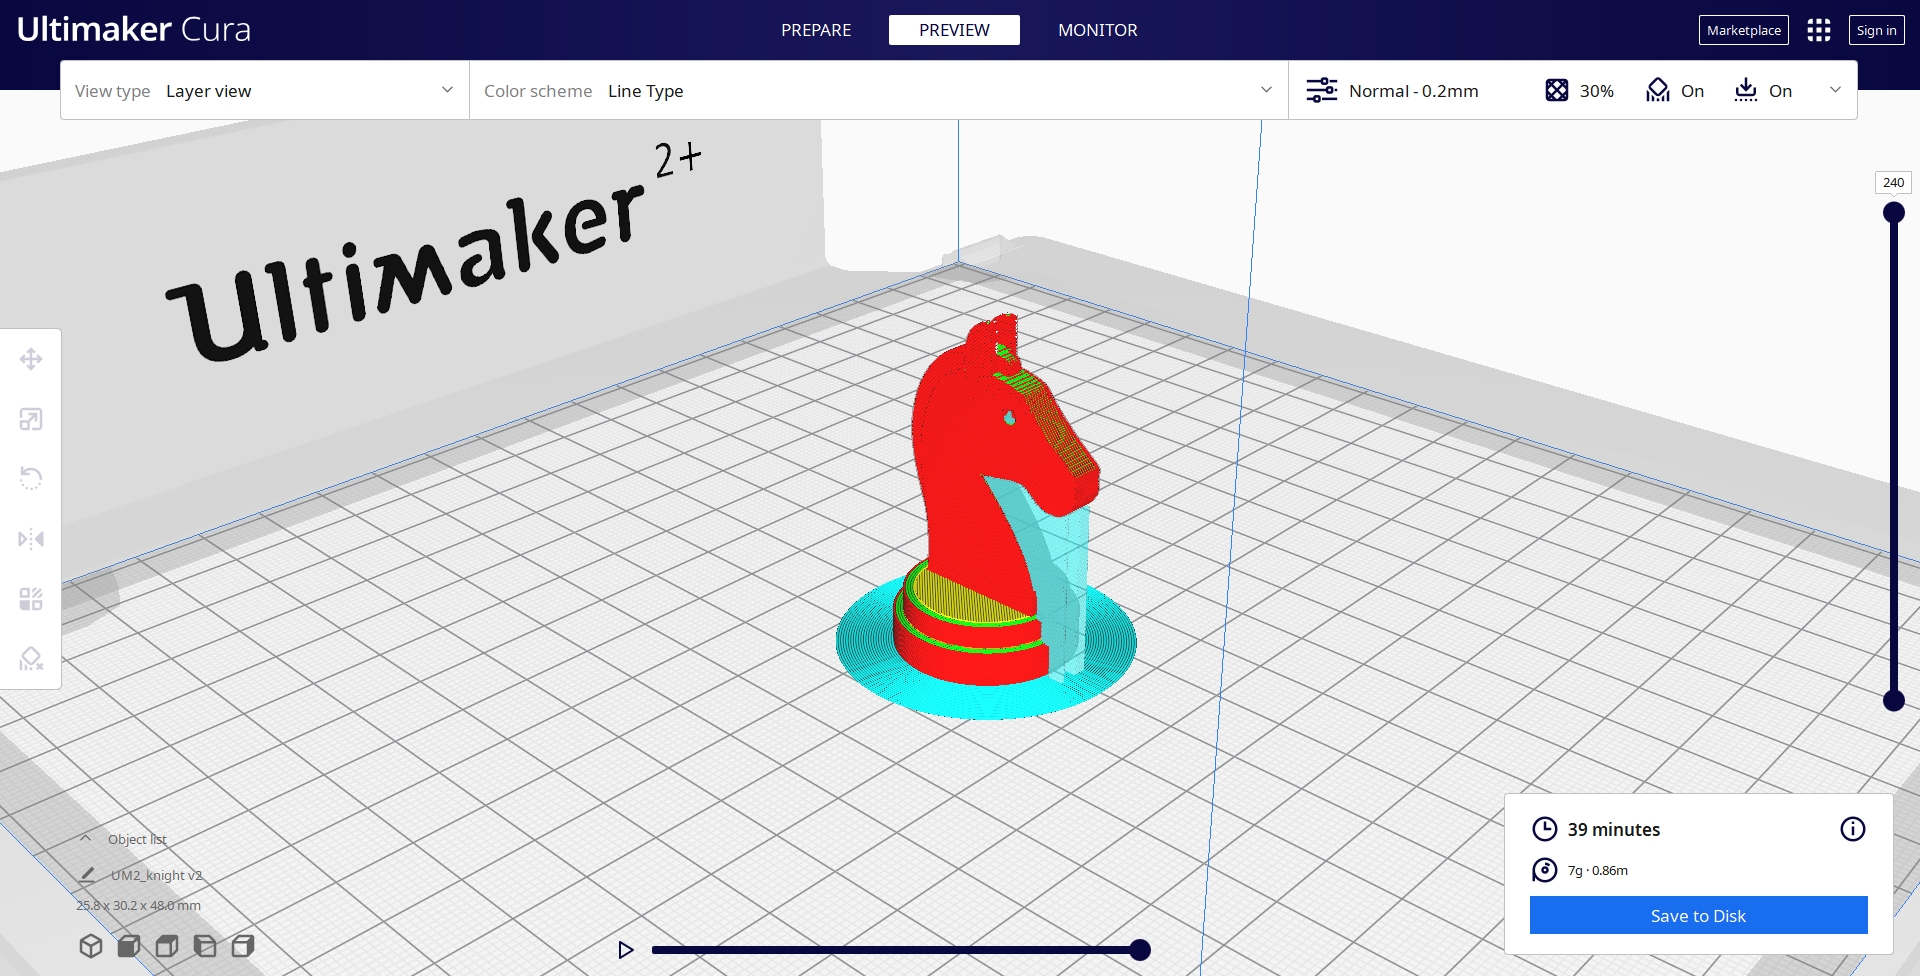 Ultimaker Cura
PREPARE
PREVIEW
MONITOR
Marketplace
Sign in
View type Layer view
Color scheme Line Type
Normal - 0.2mm
30%
On
On
Ultimaker 2+
240
Object list
UM2_knight v2
25.8 x 30.2 x 48.0 mm
39 minutes
7g · 0.86m
Save to Disk